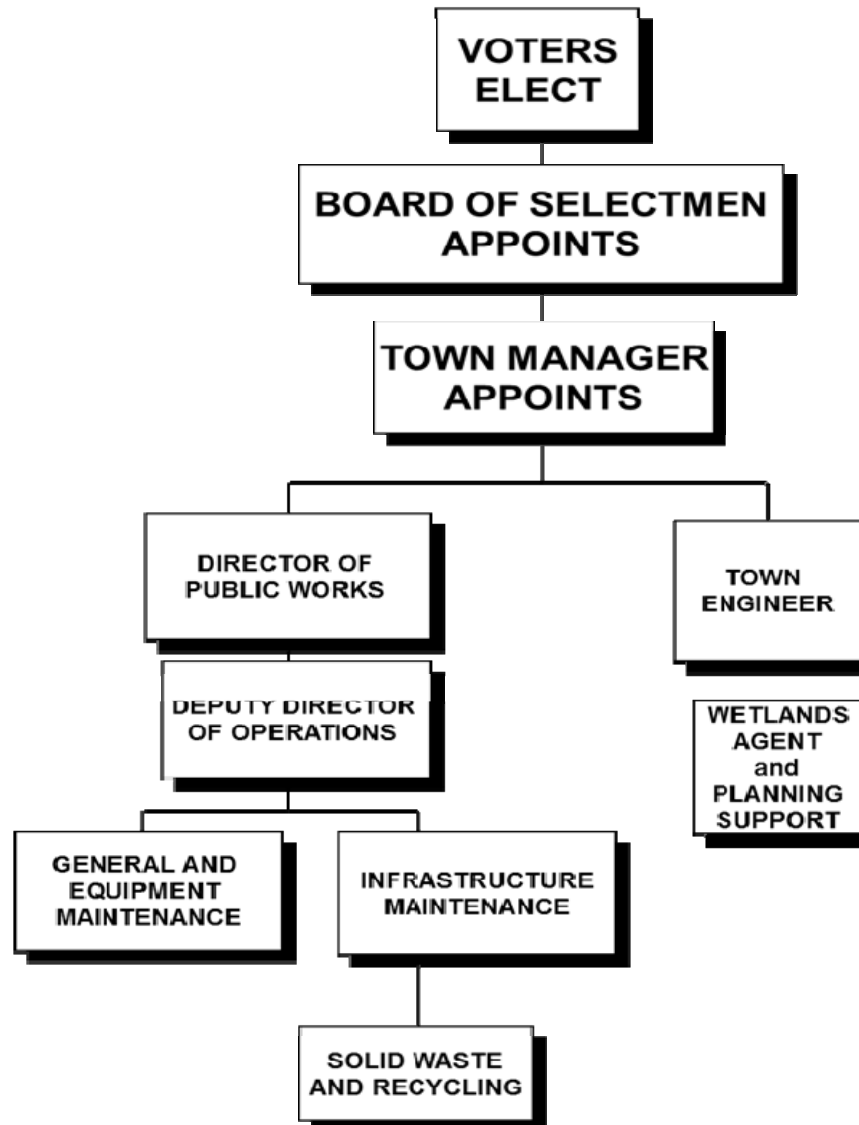 VOTERS
ELECT
BOARD OF SELECTMEN
APPOINTS
TOWN MANAGER
APPOINTS
DIRECTOR OF
PUBLIC WORKS
TOWN
ENGINEER
DEPUTY DIRECTOR
OF OPERATIONS
WETLANDS
AGENT
and
PLANNING
SUPPORT
GENERAL AND
EQUIPMENT
MAINTENANCE
INFRASTRUCTURE
MAINTENANCE
SOLID WASTE
AND RECYCLING